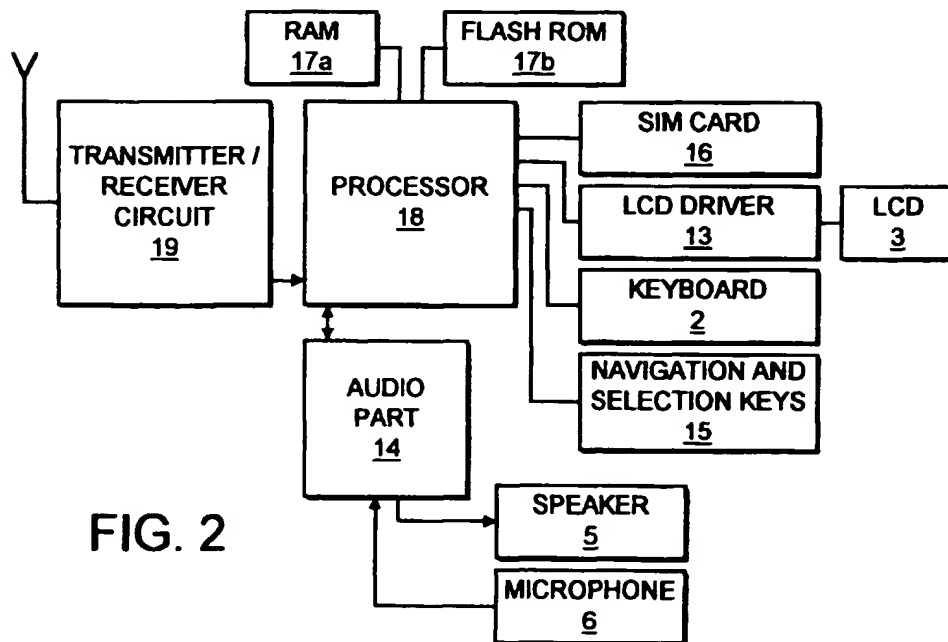 RAM
17a
FLASH ROM
17b
TRANSMITTER /
RECEIVER
CIRCUIT
19
PROCESSOR
18
SIM CARD
16
LCD DRIVER
13
LCD
3
KEYBOARD
2
NAVIGATION AND
SELECTION KEYS
15
AUDIO
PART
14
SPEAKER
5
MICROPHONE
6
FIG. 2